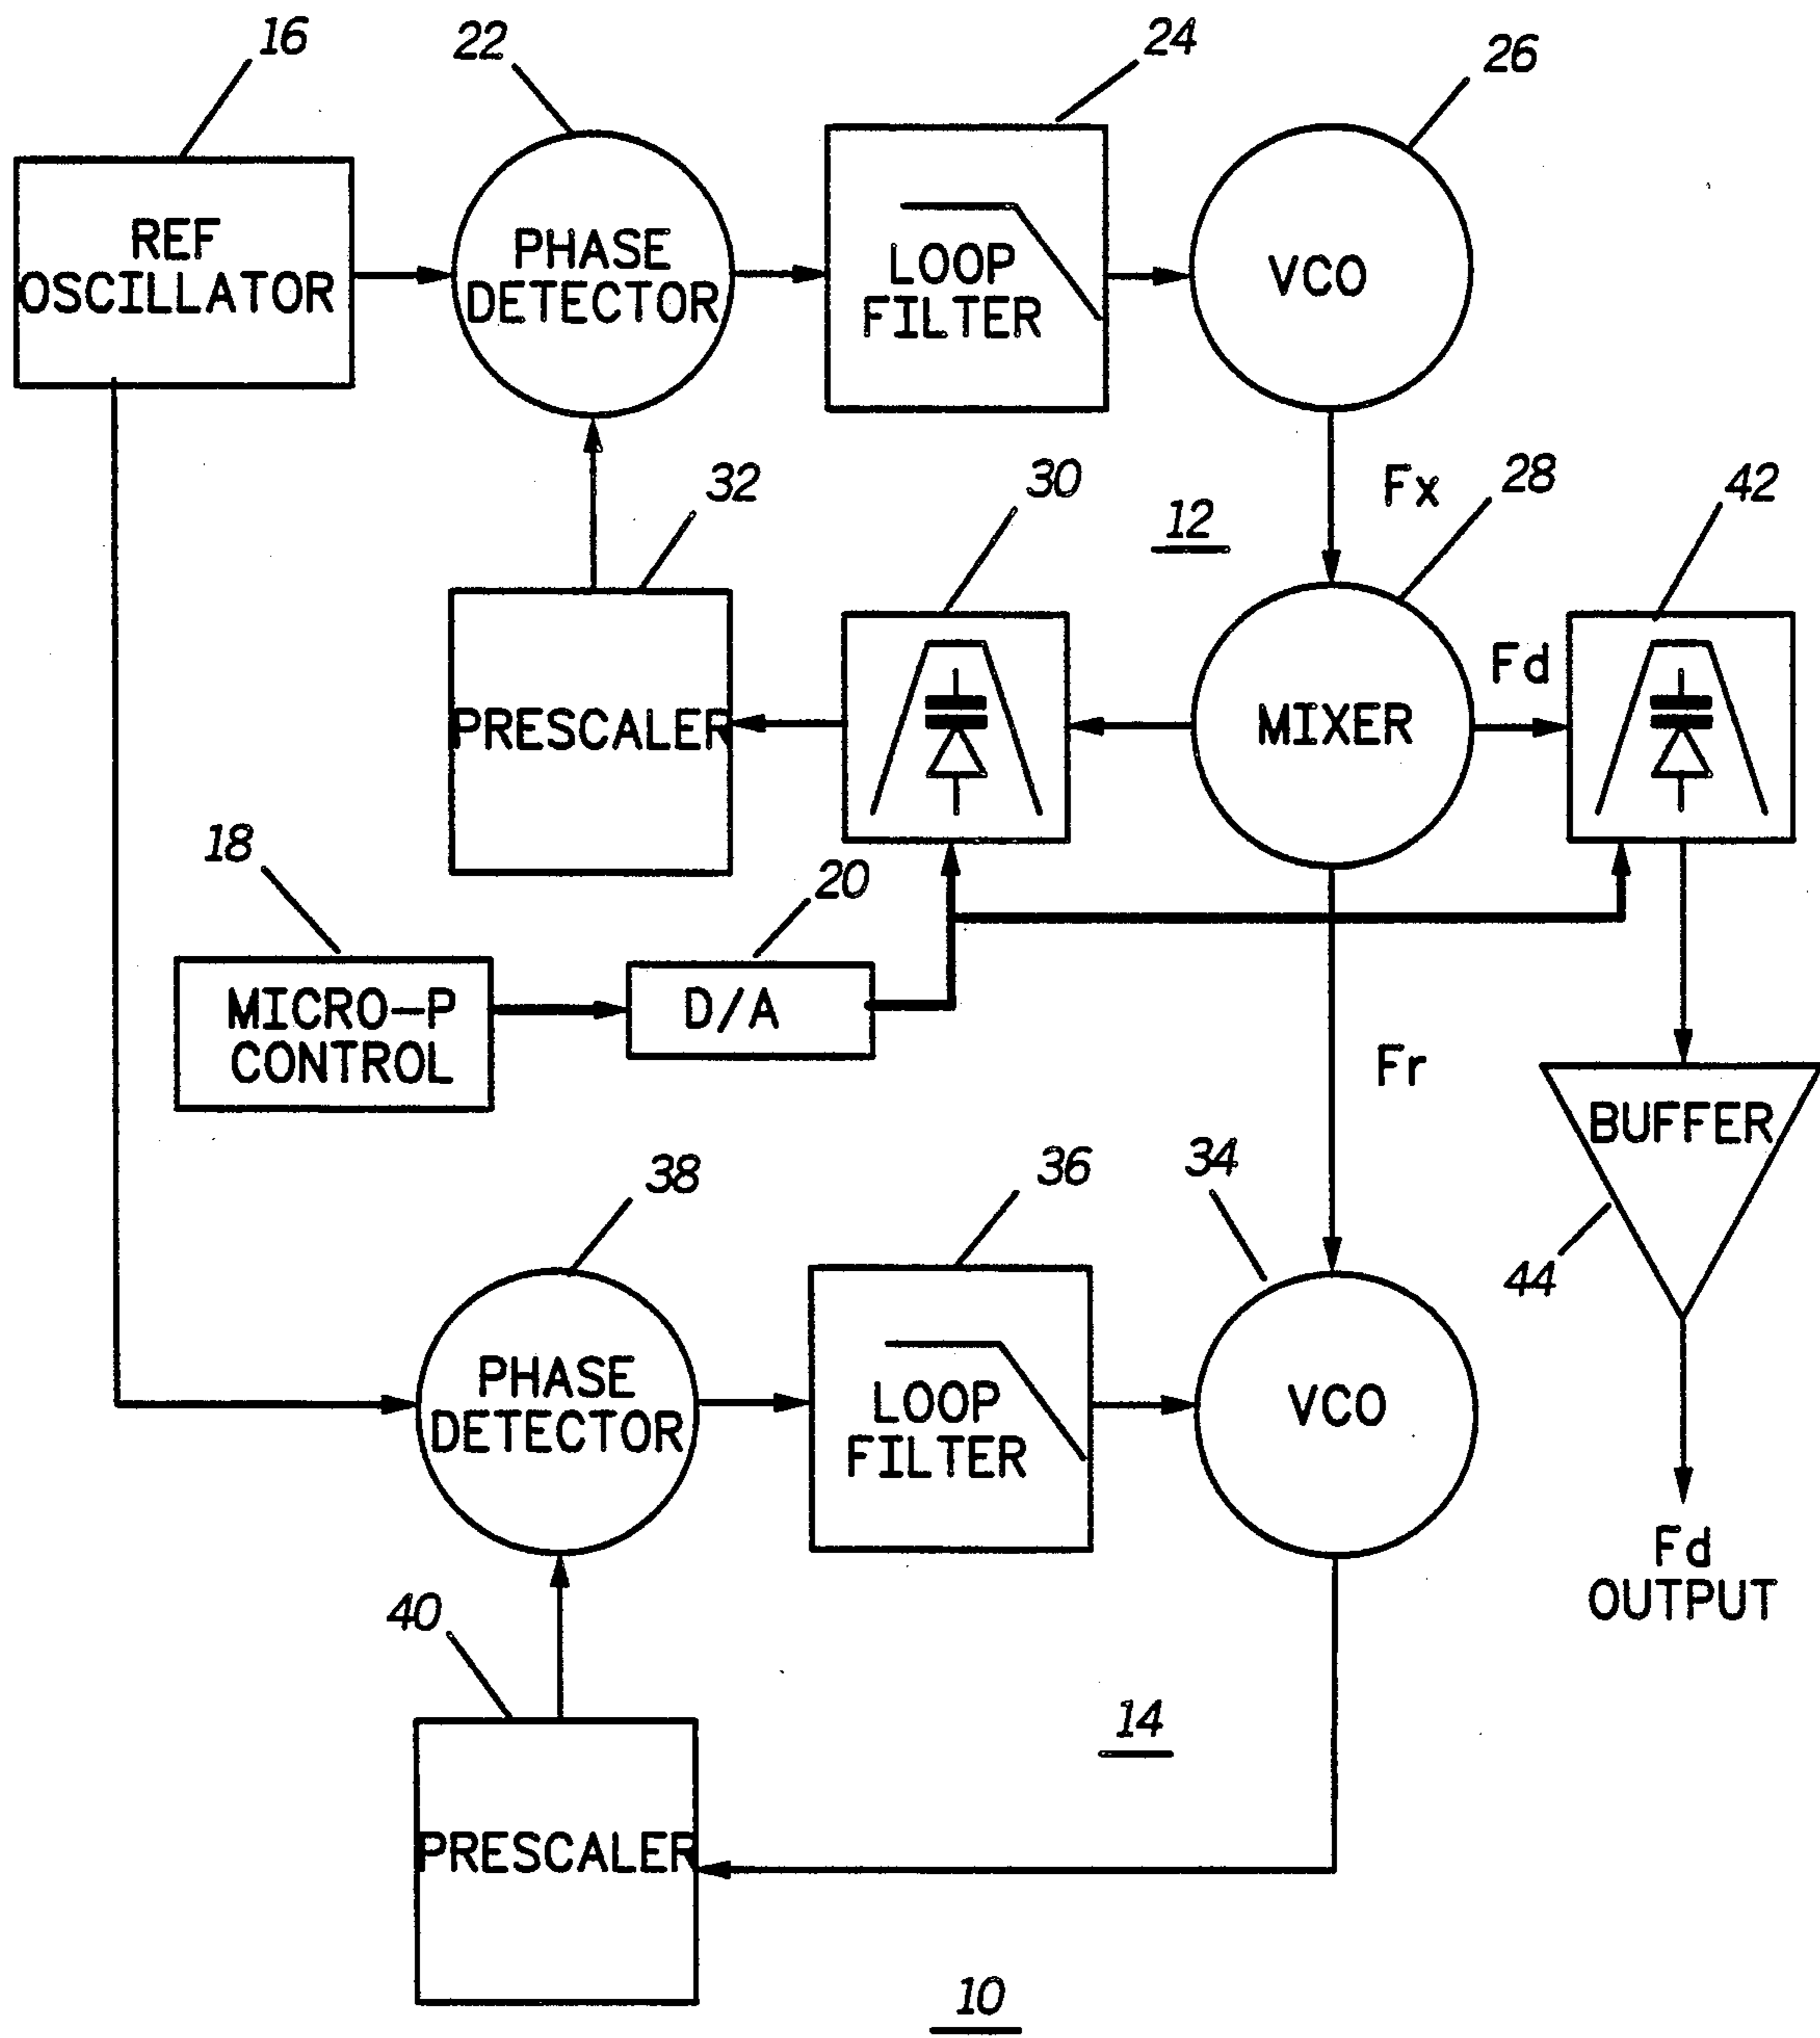 16
22
24
26
REF
OSCILLATOR
PHASE
DETECTOR
LOOP
FILTER
VCO
32
30
12
Fx
28
42
PRESCALER
MIXER
Fd
18
20
MICRO-P
CONTROL
D/A
Fr
BUFFER
44
38
36
34
PHASE
DETECTOR
LOOP
FILTER
VCO
Fd
OUTPUT
40
14
PRESCALER
10